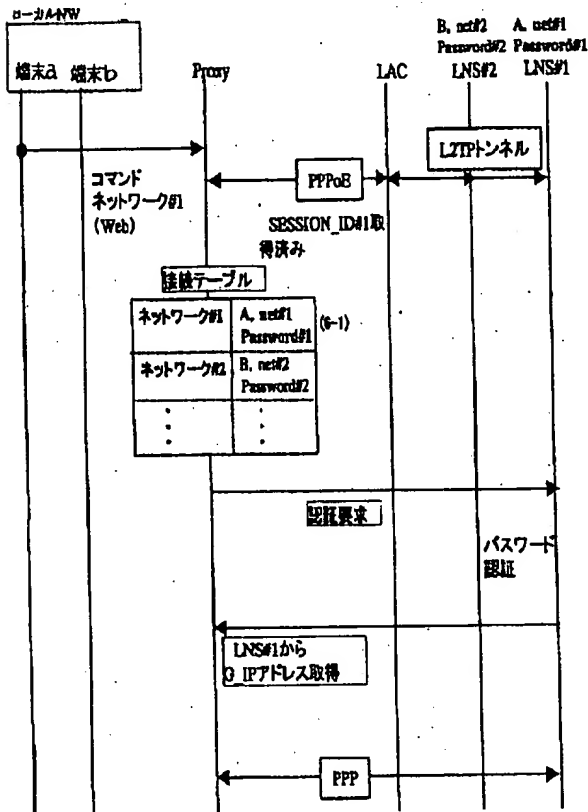 ローカルNW
端末a 端末b
Proxy
LAC
B, net#2
Password#2
LNS#2
A, net#1
Password#1
LNS#1
L2TPトンネル
コマンド
ネットワーク#1
(Web)
PPPoE
SESSION_ID#1取
得済み
接続テーブル
ネットワーク#1
A, net#1
Password#1
(6-1)
ネットワーク#2
B, net#2
Password#2
認証要求
パスワード
認証
LNS#1から
G_IPアドレス取得
PPP